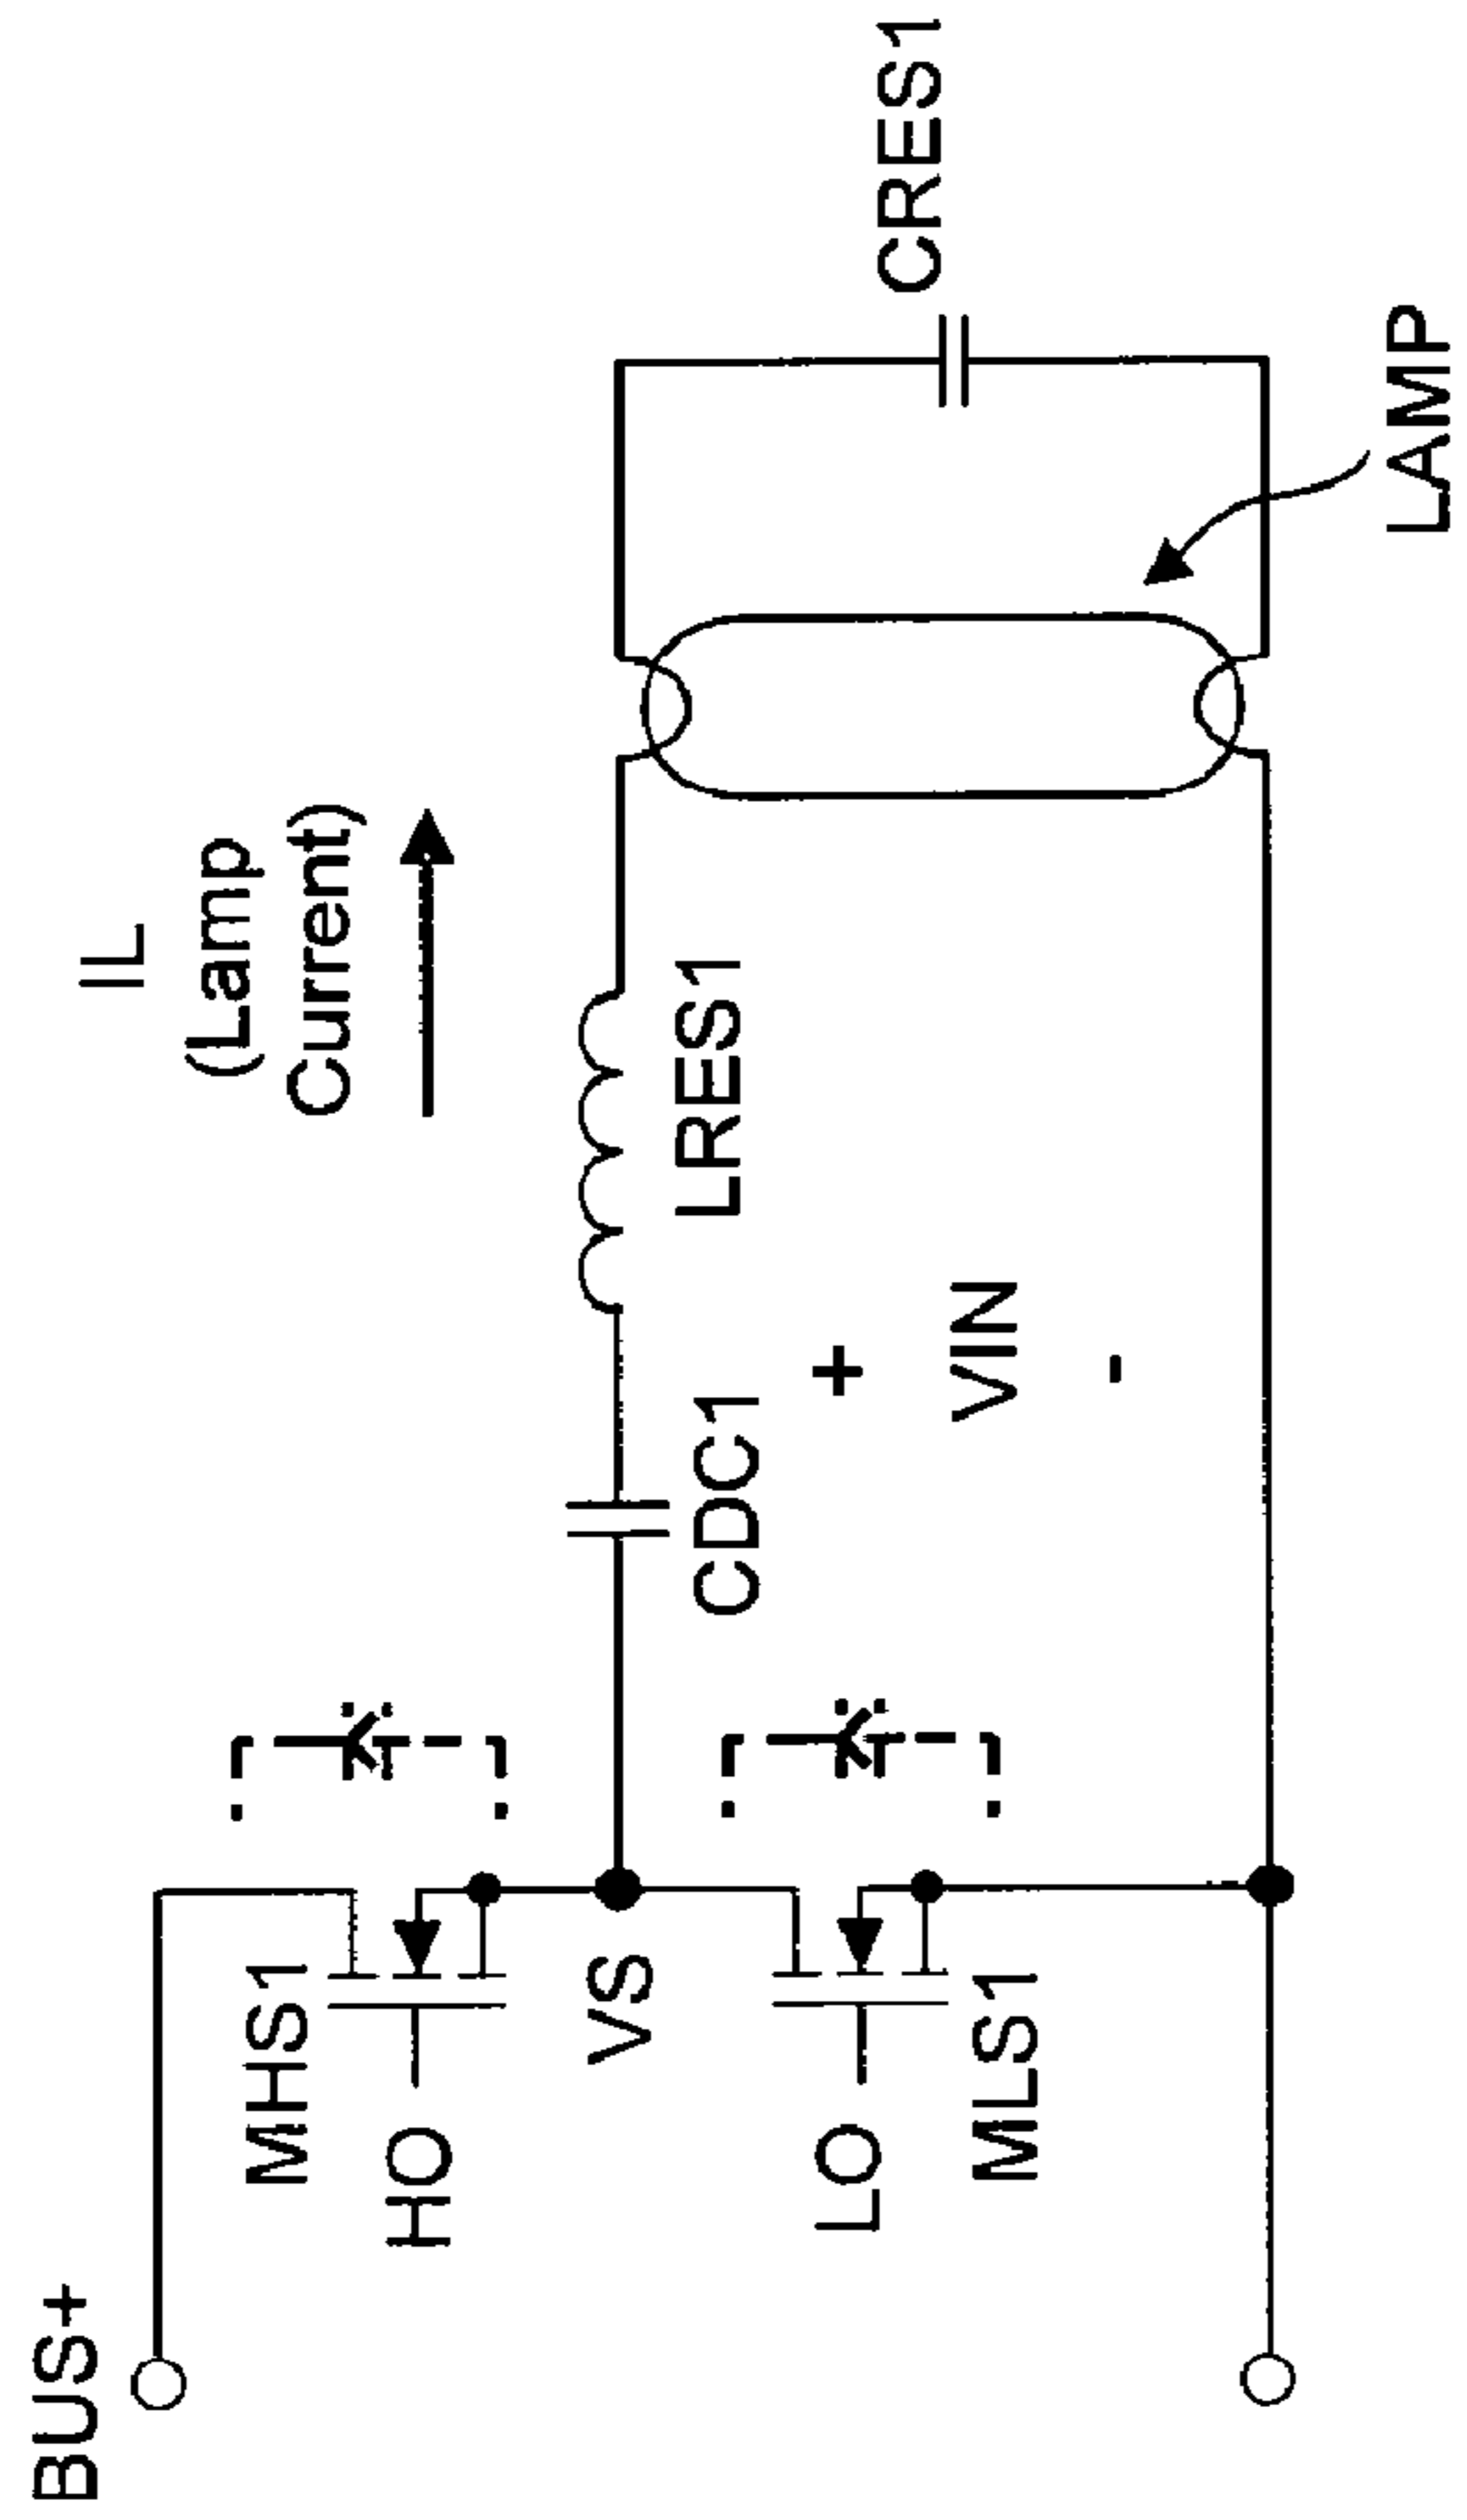 BUS+
MHS1
HO
VS
LO
MLS1
CDC1
+
VIN
-
LRES1
IL
(Lamp
Current)
CRES1
LAMP